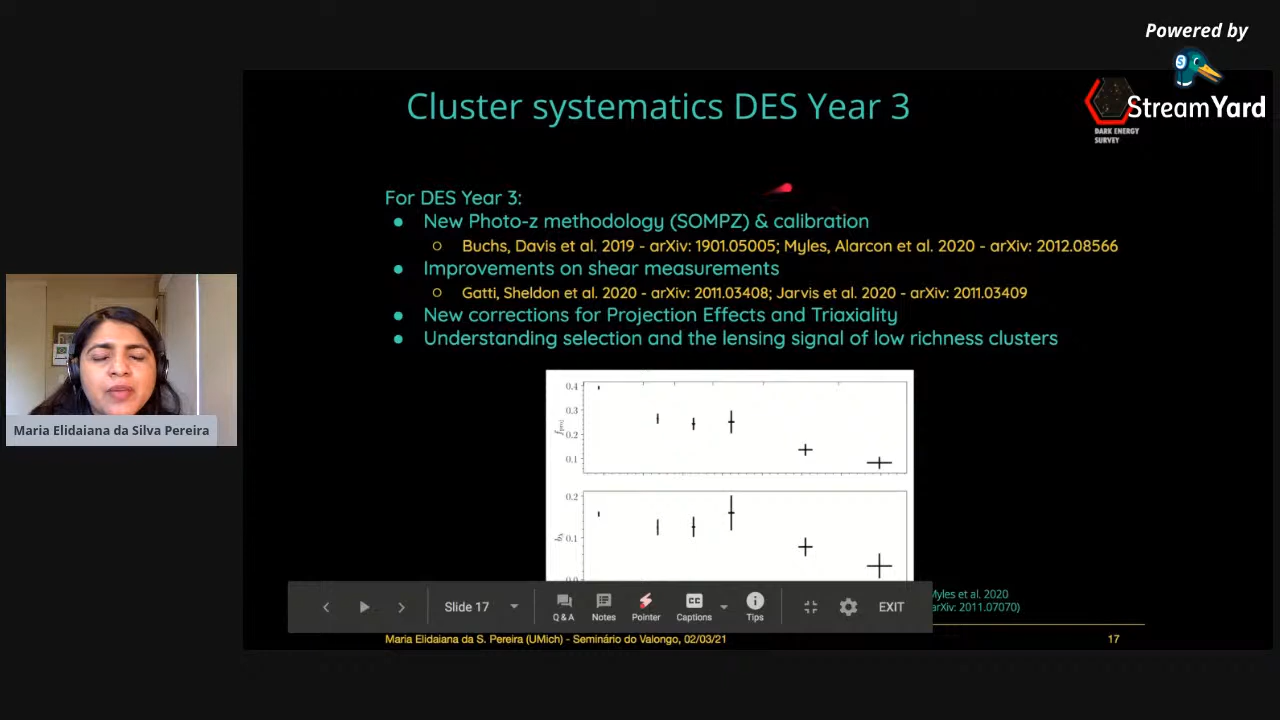 Powered by
StreamYard
Cluster systematics DES Year 3
DARK ENERGY
SURVEY
For DES Year 3:
● New Photo-z methodology (SOMPZ) & calibration
○ Buchs, Davis et al. 2019 - arXiv: 1901.05005; Myles, Alarcon et al. 2020 - arXiv: 2012.08566
● Improvements on shear measurements
○ Gatti, Sheldon et al. 2020 - arXiv: 2011.03408; Jarvis et al. 2020 - arXiv: 2011.03409
● New corrections for Projection Effects and Triaxiality
● Understanding selection and the lensing signal of low richness clusters
0.4
0.3
0.2
0.1
0.2
0.1
0.0
Maria Elidaiana da Silva Pereira
Myles et al. 2020
arXiv: 2011.07070)
Slide 17
Q & A
Notes
Pointer
CC
Captions
Tips
EXIT
Maria Elidaiana da S. Pereira (UMich) - Seminário do Valongo, 02/03/21
17